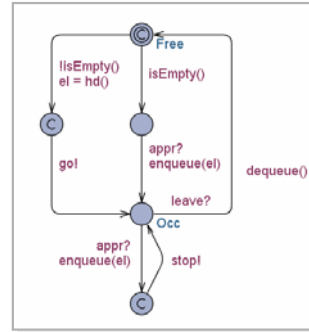 C
Free
!isEmpty()
el = hd()
isEmpty()
C
appr?
enqueue(el)
go!
dequeue()
leave?
Occ
appr?
enqueue(el)
stop!
C